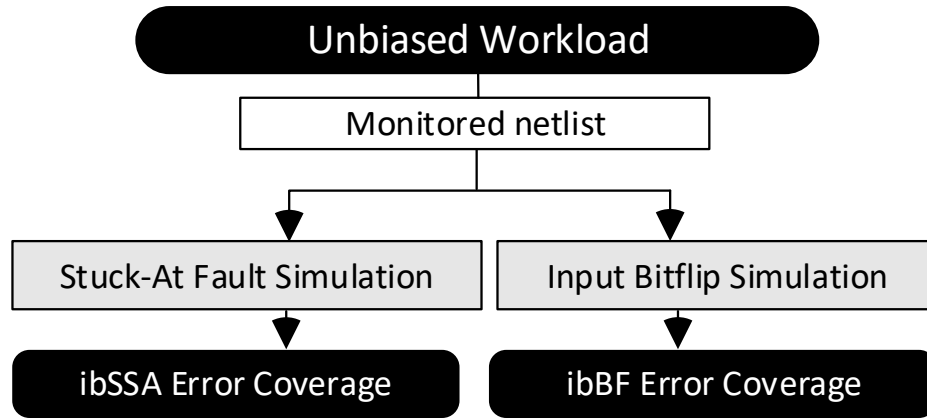 Unbiased Workload
Monitored netlist
Stuck-At Fault Simulation
Input Bitflip Simulation
ibSSA Error Coverage
ibBF Error Coverage